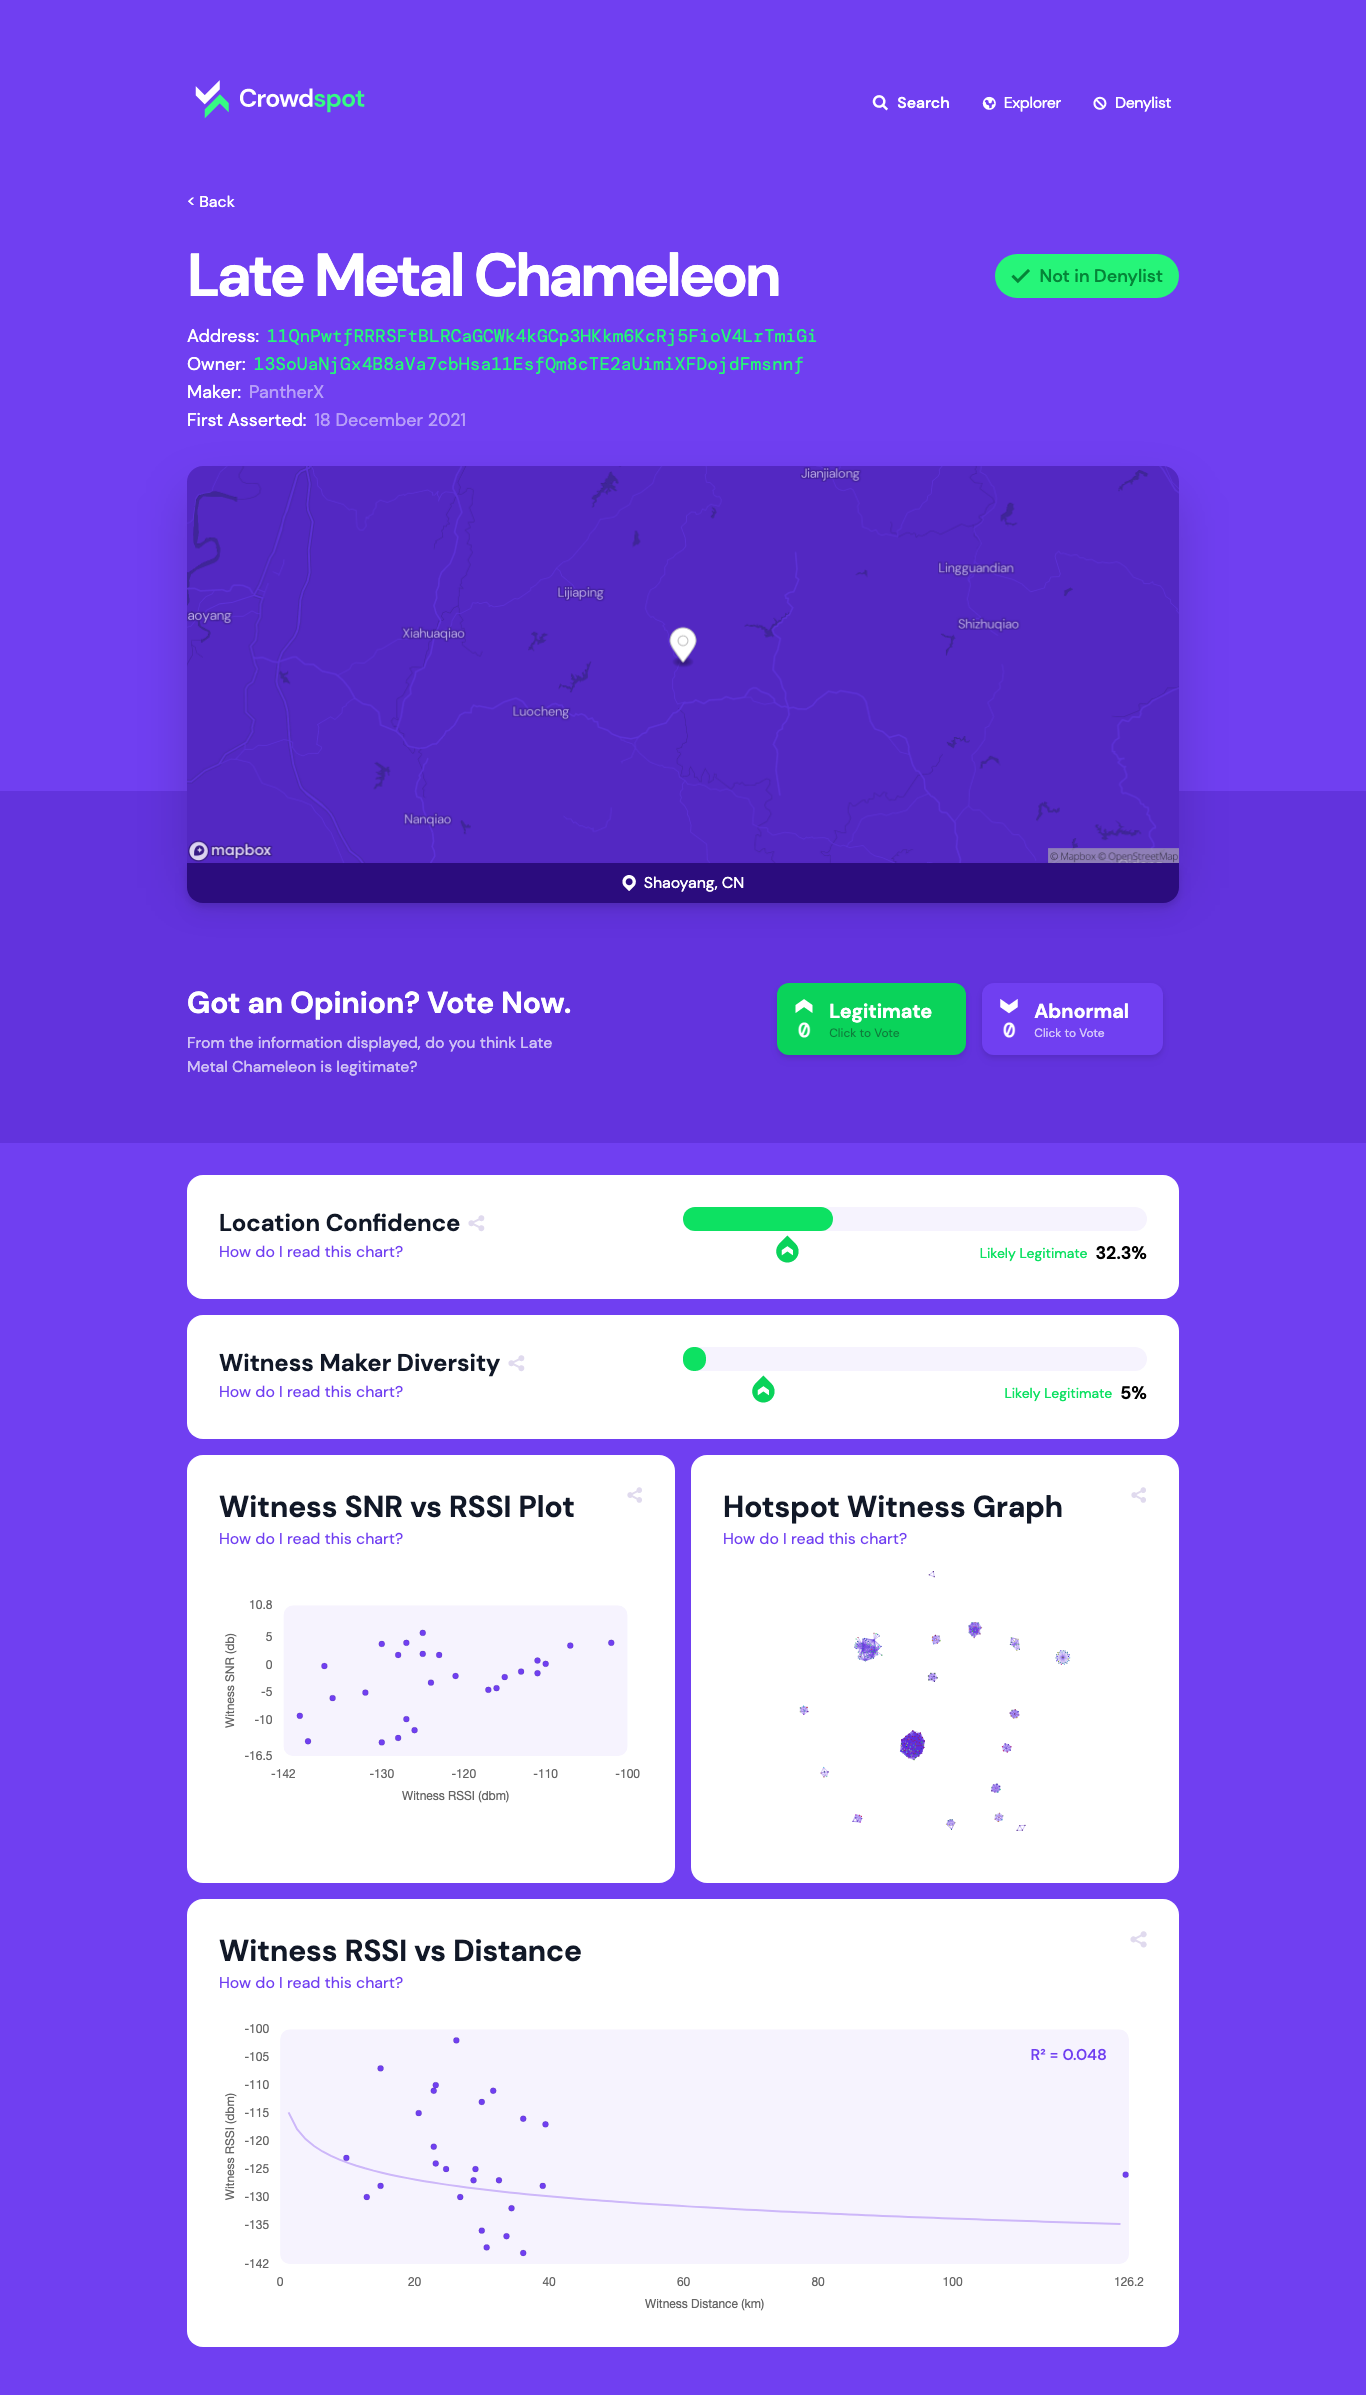 Crowdspot
Search
Explorer
Denylist
< Back
Late Metal Chameleon
Not in Denylist
Address: 11QnPwtfRRRSFtBLRCaGCWk4kGCp3HKkm6KcRj5FioV4LrTmiGi
Owner: 13SoUaNjGx4B8aVa7cbHsa11EsfQm8cTE2aUimiXFDojdFmsnnf
Maker: PantherX
First Asserted: 18 December 2021
Jianjialong
Lingguandian
Lijiaping
aoyang
Xiahuaqiao
Shizhuqiao
Luocheng
Nanqiao
mapbox
© Mapbox © OpenStreetMap
Shaoyang, CN
Got an Opinion? Vote Now.
From the information displayed, do you think Late
Metal Chameleon is legitimate?
0
Legitimate
Click to Vote
0
Abnormal
Click to Vote
Location Confidence
How do I read this chart?
Likely Legitimate 32.3%
Witness Maker Diversity
How do I read this chart?
Likely Legitimate 5%
Witness SNR vs RSSI Plot
How do I read this chart?
10.8
5
0
-5
-10
-16.5
Witness SNR (db)
-142
-130
-120
-110
-100
Witness RSSI (dbm)
Hotspot Witness Graph
How do I read this chart?
Witness RSSI vs Distance
How do I read this chart?
R² = 0.048
-100
-105
-110
-115
-120
-125
-130
-135
-142
Witness RSSI (dbm)
0
20
40
60
80
100
126.2
Witness Distance (km)